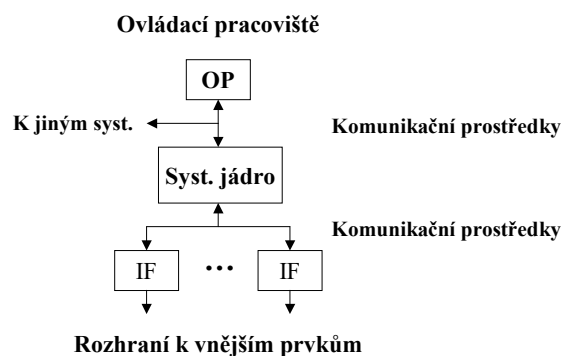 Ovládací pracoviště
OP
K jiným syst.
Komunikační prostředky
Syst. jádro
Komunikační prostředky
IF ••• IF
Rozhraní k vnějším prvkům